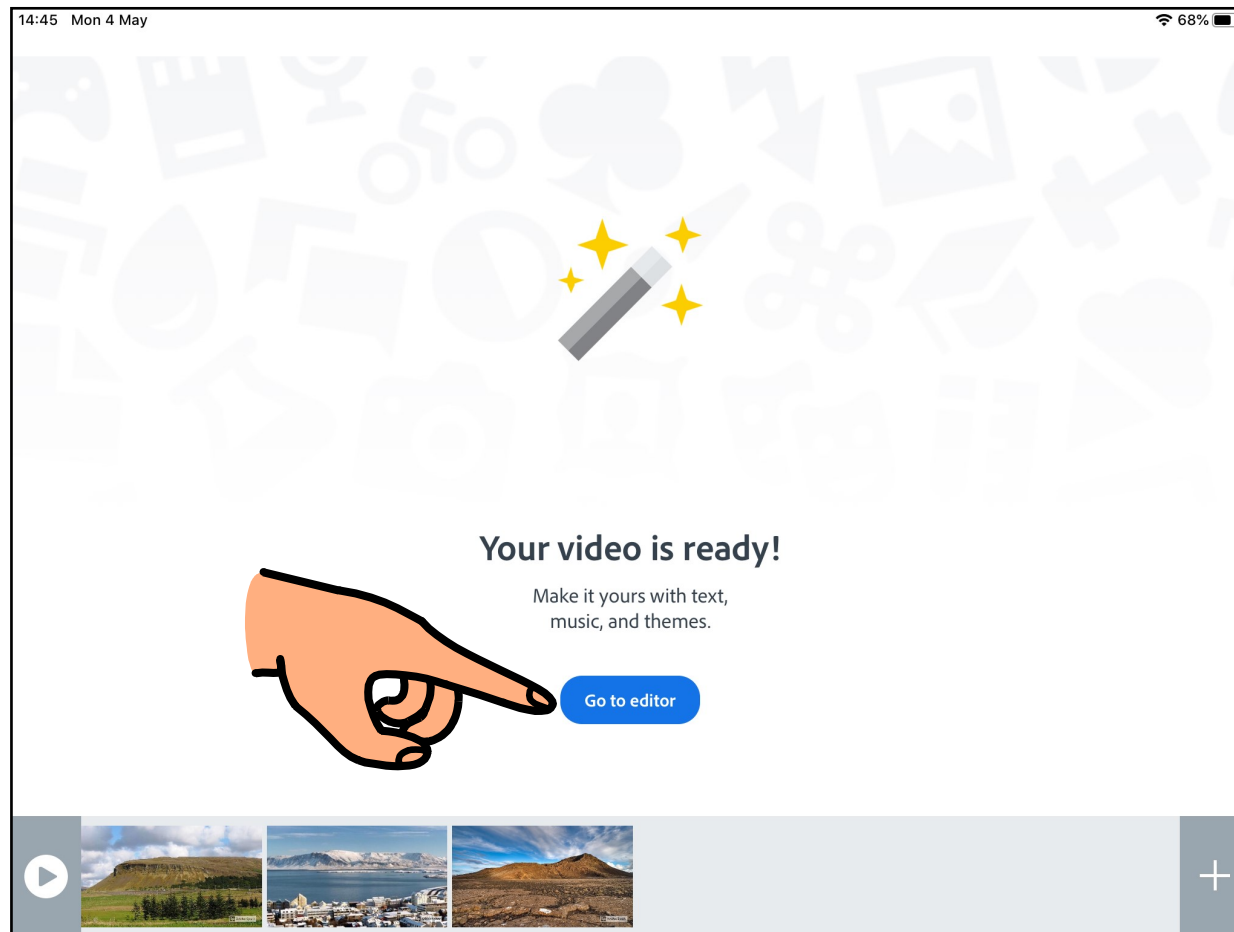 14:45 Mon 4 May 68%
Your video is ready!
Make it yours with text,
music, and themes.
Go to editor